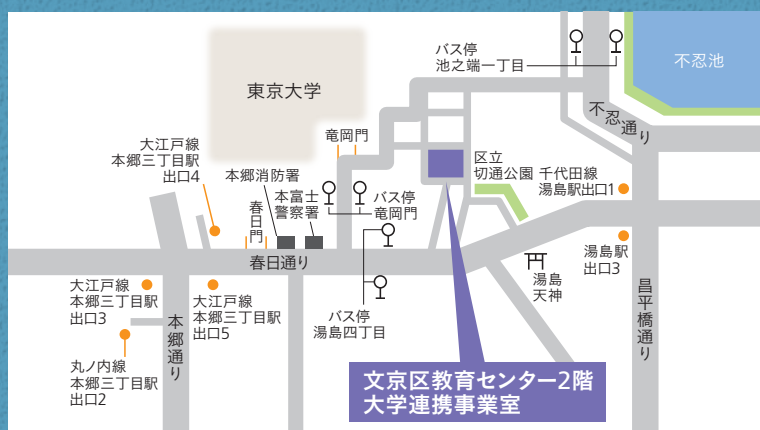 バス停
池之端一丁目
不忍池
東京大学
不忍通り
竜岡門
大江戸線
本郷三丁目駅
出口4
本郷消防署
本富士
警察署
春日門
バス停
竜岡門
区立
切通公園
千代田線
湯島駅出口1
湯島駅
出口3
春日通り
湯島
天神
大江戸線
本郷三丁目駅
出口3
大江戸線
本郷三丁目駅
出口5
本郷通り
バス停
湯島四丁目
昌平橋通り
丸ノ内線
本郷三丁目駅
出口2
文京区教育センター2階
大学連携事業室